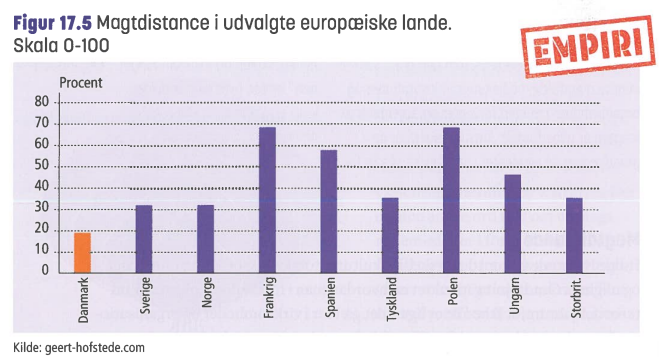 Figur 17.5 Magtdistance i udvalgte europæiske lande.
Skala 0-100
EMPIRI
Procent
80
70
60
50
40
30
20
10
0
Danmark
Sverige
Norge
Frankrig
Spanien
Tyskland
Polen
Ungarn
Storbrit.
Kilde: geert-hofstede.com